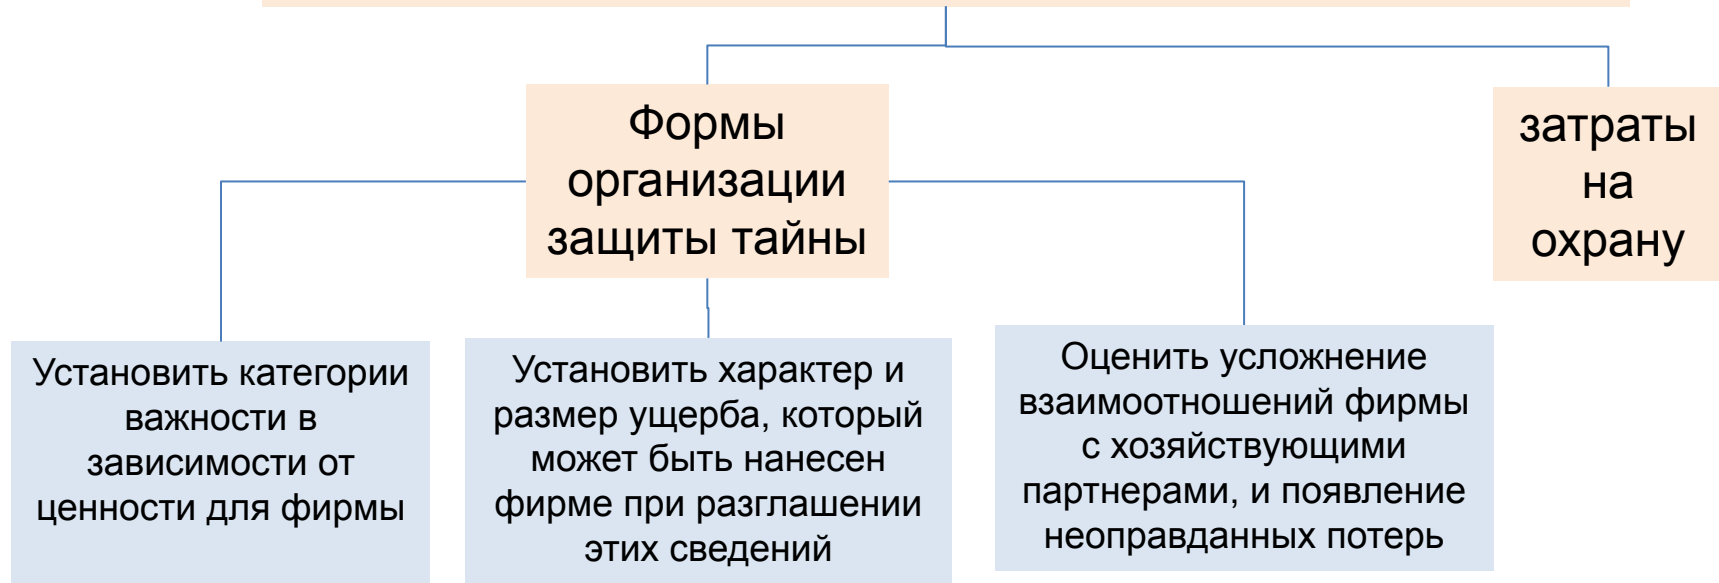 Формы
организации
защиты тайны
затраты
на
охрану
Установить категории
важности в
зависимости от
ценности для фирмы
Установить характер и
размер ущерба, который
может быть нанесен
фирме при разглашении
этих сведений
Оценить усложнение
взаимоотношений фирмы
с хозяйствующими
партнерами, и появление
неоправданных потерь